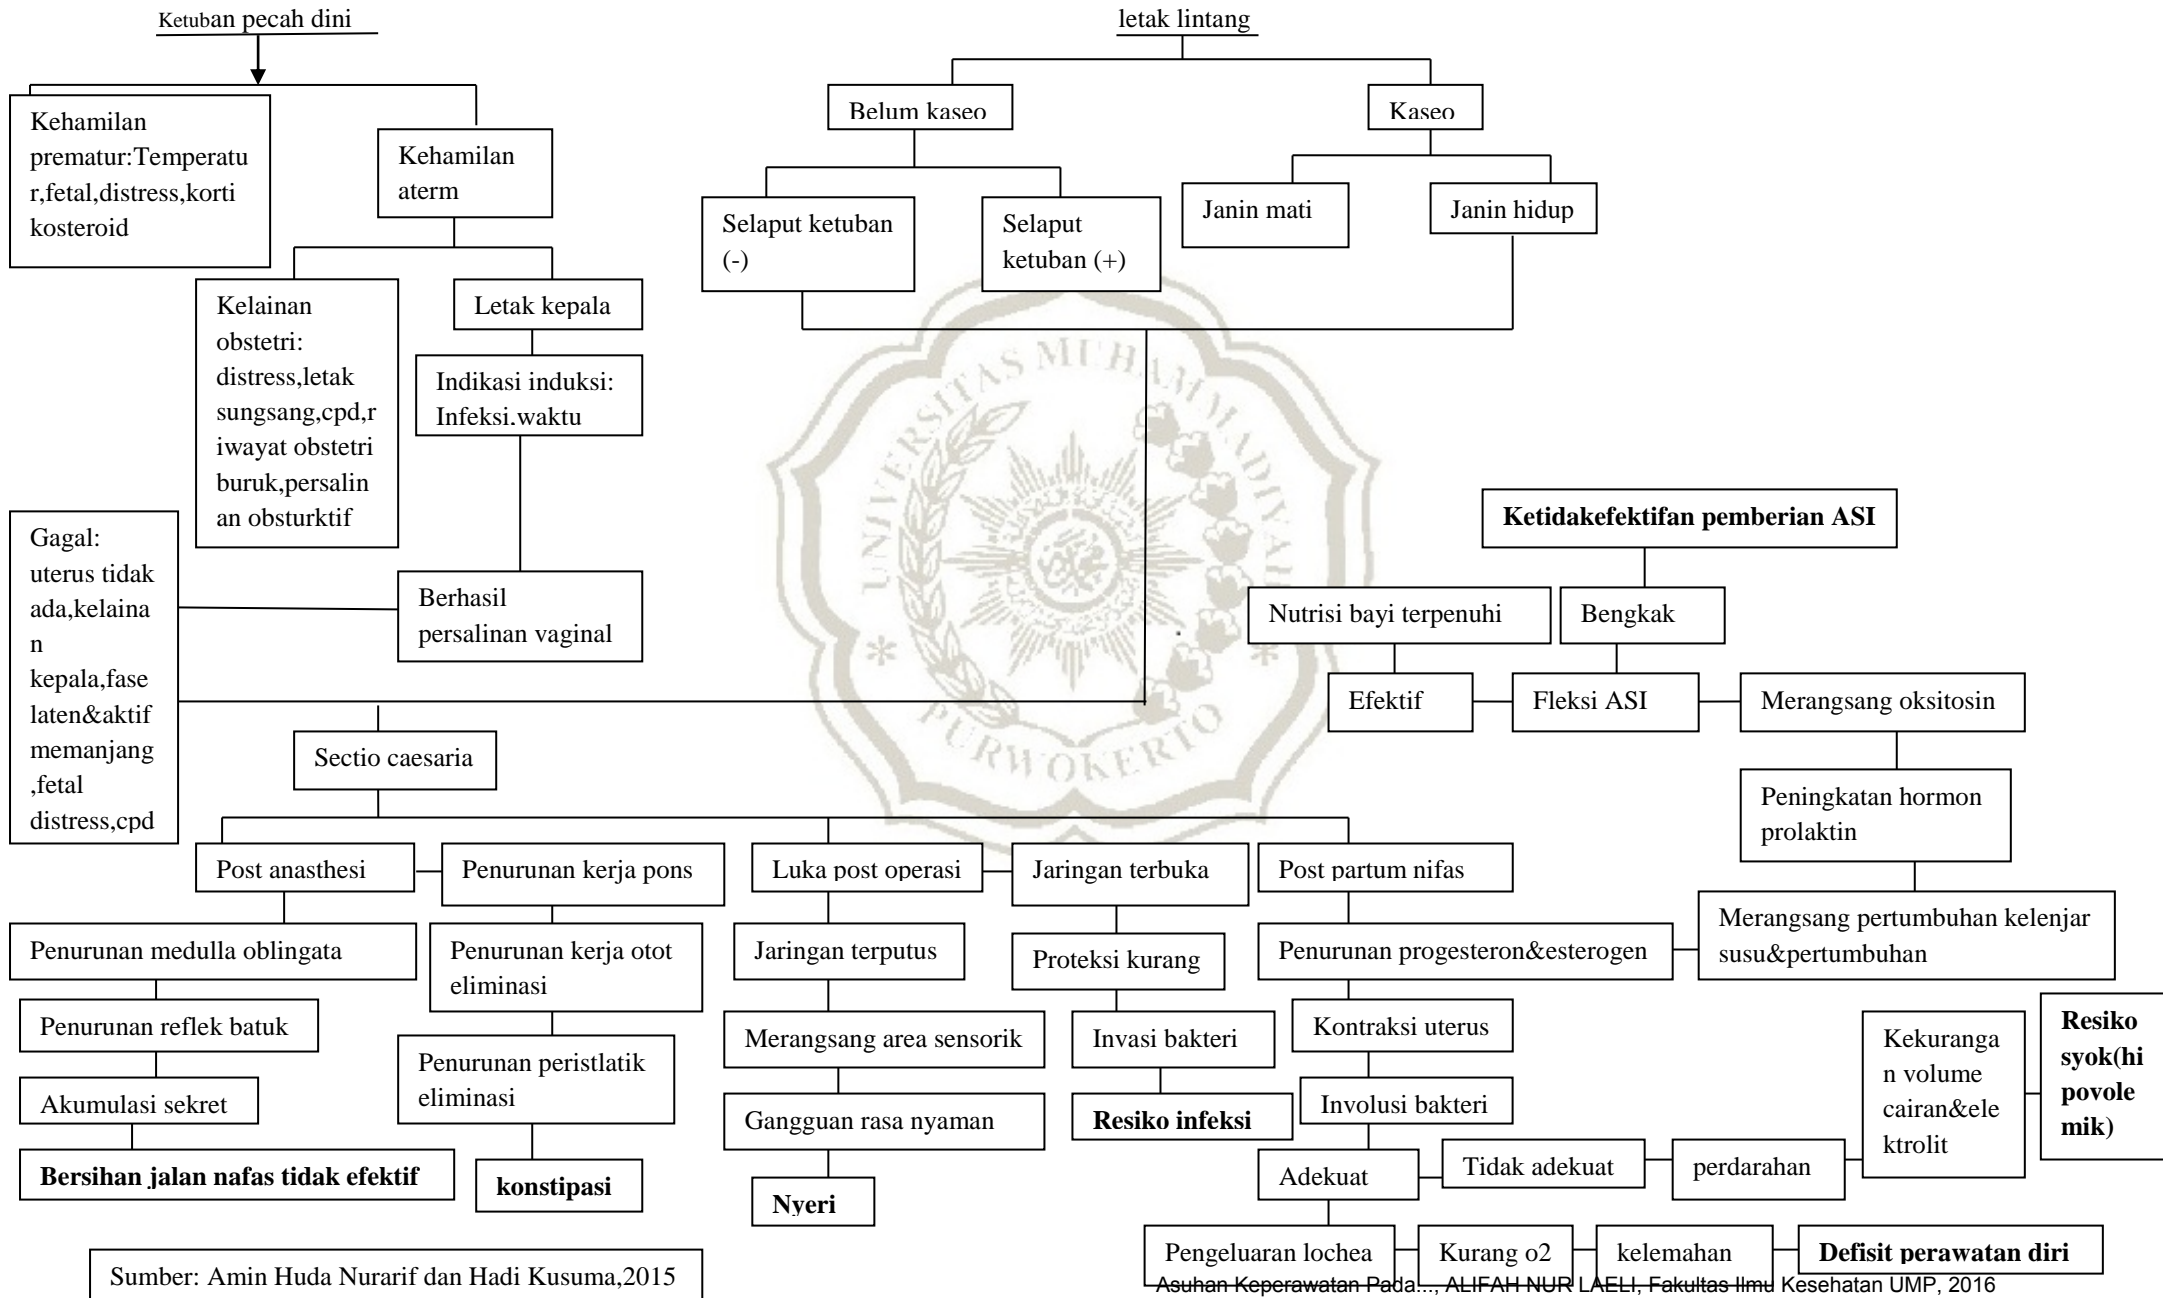 Ketuban pecah dini
letak lintang
Kehamilan
prematur:Temperatu
r,fetal,distress,korti
kosteroid
Kehamilan
aterm
Belum kaseo
Kaseo
Selaput ketuban
(-)
Selaput
ketuban (+)
Janin mati
Janin hidup
Kelainan
obstetri:
distress,letak
sungsang,cpd,r
iwayat obstetri
buruk,persalin
an obsturktif
Letak kepala
Indikasi induksi:
Infeksi.waktu
Gagal:
uterus tidak
ada,kelaina
n
kepala,fase
laten&aktif
memanjang
,fetal
distress,cpd
Berhasil
persalinan vaginal
UNIVERSITAS MUHAMMADIYAH
PURWOKERTO
Ketidakefektifan pemberian ASI
Nutrisi bayi terpenuhi
Bengkak
Efektif
Fleksi ASI
Merangsang oksitosin
Sectio caesaria
Peningkatan hormon
prolaktin
Post anasthesi
Penurunan kerja pons
Luka post operasi
Jaringan terbuka
Post partum nifas
Merangsang pertumbuhan kelenjar
susu&pertumbuhan
Penurunan medulla oblingata
Penurunan kerja otot
eliminasi
Jaringan terputus
Proteksi kurang
Penurunan progesteron&esterogen
Penurunan reflek batuk
Penurunan peristlatik
eliminasi
Merangsang area sensorik
Invasi bakteri
Kontraksi uterus
Kekuranga
n volume
cairan&ele
ktrolit
Resiko
syok(hi
povole
mik)
Akumulasi sekret
Gangguan rasa nyaman
Resiko infeksi
Involusi bakteri
Bersihan jalan nafas tidak efektif
konstipasi
Nyeri
Adekuat
Tidak adekuat
perdarahan
Pengeluaran lochea
Kurang o2
kelemahan
Defisit perawatan diri
Sumber: Amin Huda Nurarif dan Hadi Kusuma,2015
Asuhan Keperawatan Pada..., ALIFAH NUR LAELI, Fakultas Ilmu Kesehatan UMP, 2016